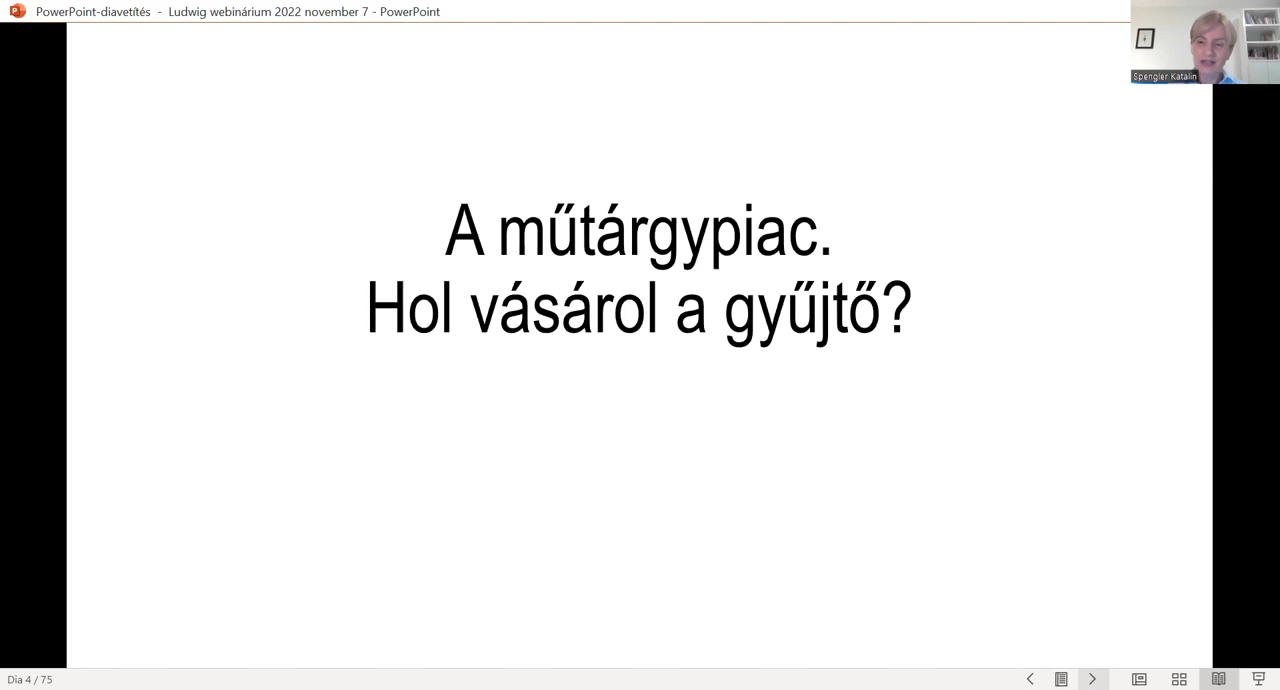 PowerPoint-diavetítés - Ludwig webinárium 2022 november 7 - PowerPoint
Spengler Katalin
A műtárgypiac.
Hol vásárol a gyűjtő?
Dia 4 / 75